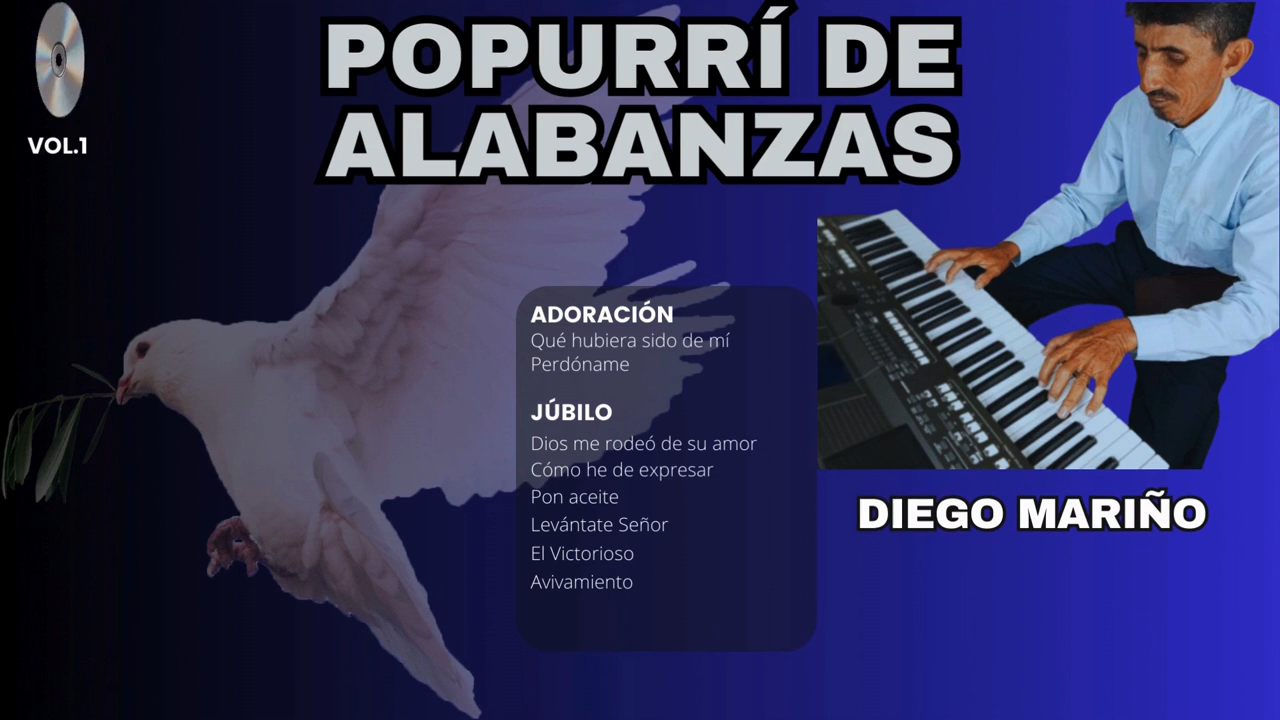 POPURRÍ DE
ALABANZAS
VOL.1
ADORACIÓN
Qué hubiera sido de mí
Perdóname
JÚBILO
Dios me rodeó de su amor
Cómo he de expresar
Pon aceite
Levántate Señor
El Victorioso
Avivamiento
DIEGO MARIÑO